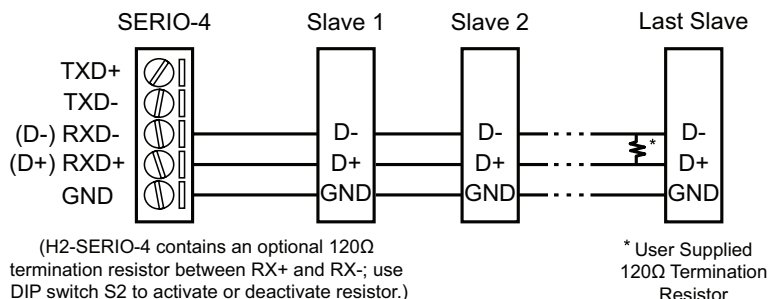 SERIO-4 Slave 1 Slave 2 Last Slave
TXD+
TXD-
(D-) RXD- D- D- * D-
(D+) RXD+ D+ D+ D+
GND GND GND GND
(H2-SERIO-4 contains an optional 120Ω
termination resistor between RX+ and RX-; use
DIP switch S2 to activate or deactivate resistor.)
* User Supplied
120Ω Termination
Resistor